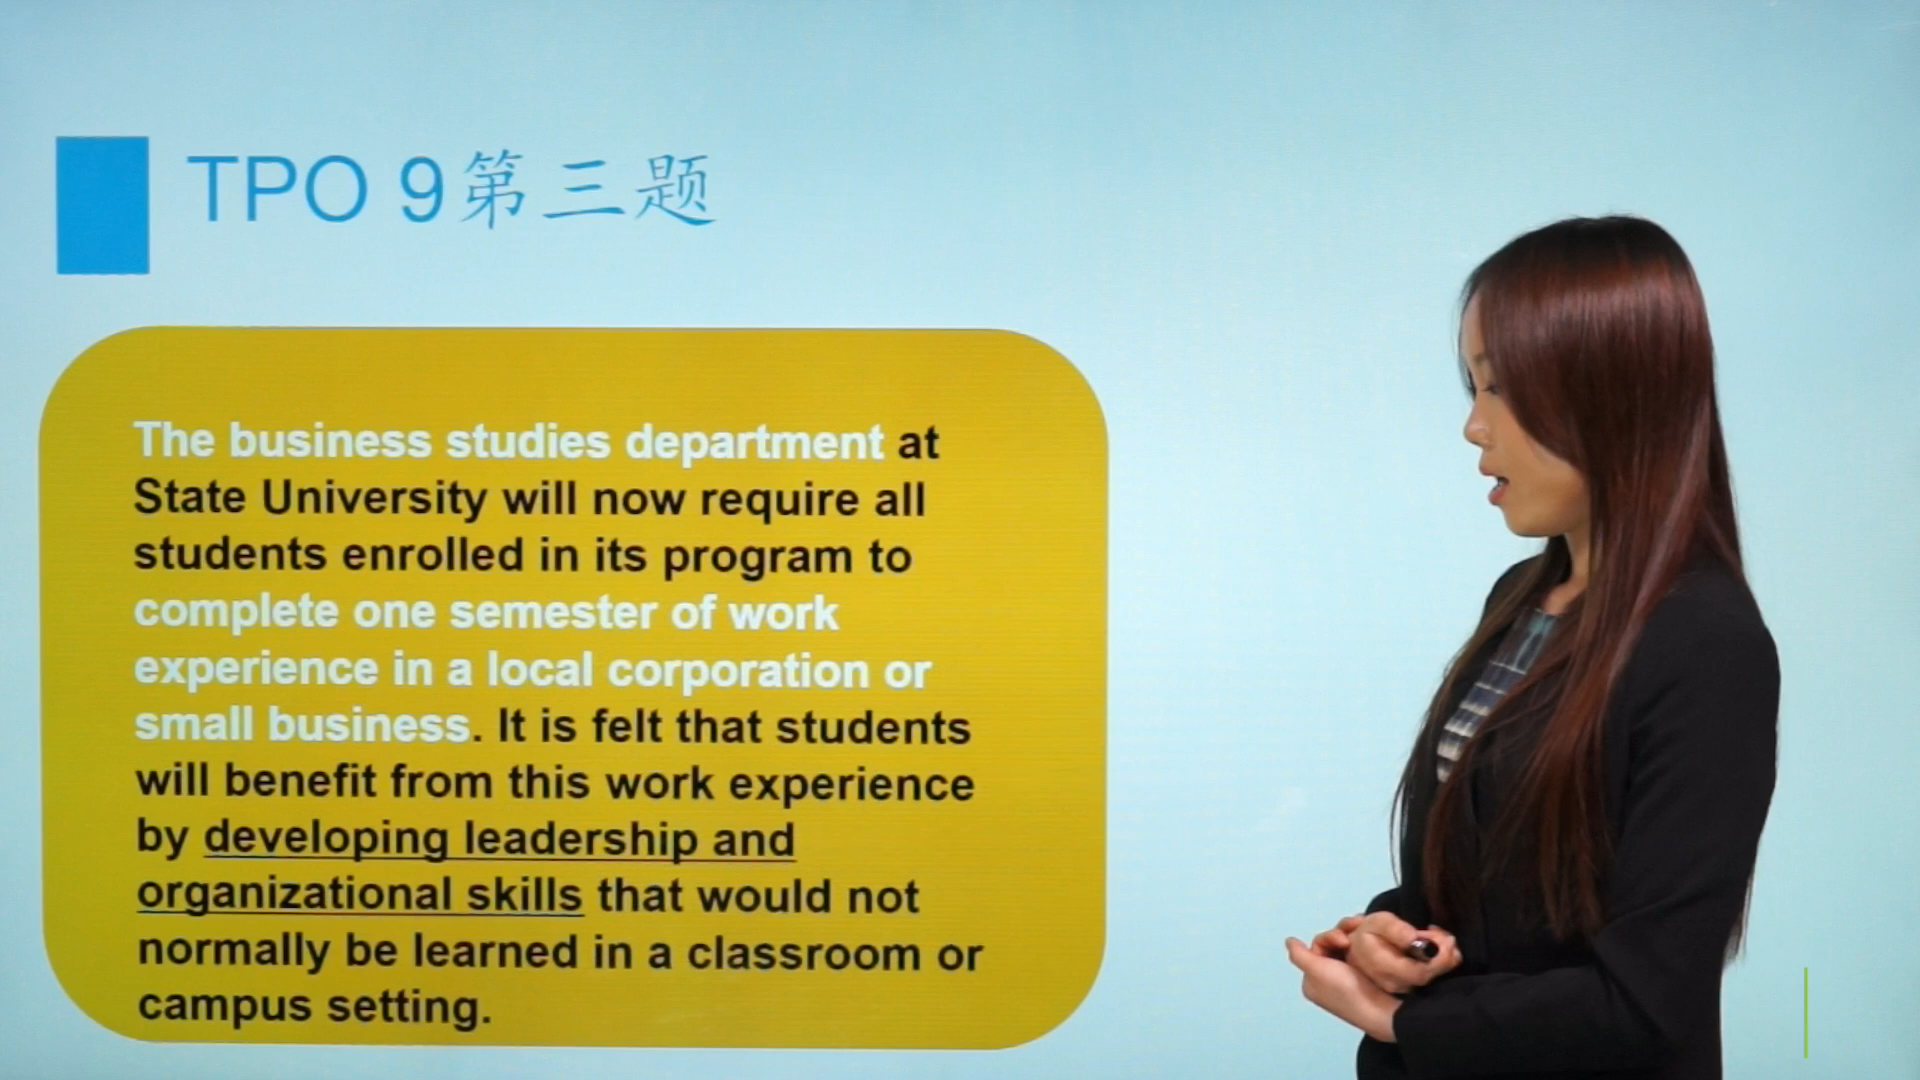 TPO 9第三题
The business studies department at
State University will now require all
students enrolled in its program to
complete one semester of work
experience in a local corporation or
small business. It is felt that students
will benefit from this work experience
by developing leadership and
organizational skills that would not
normally be learned in a classroom or
campus setting.